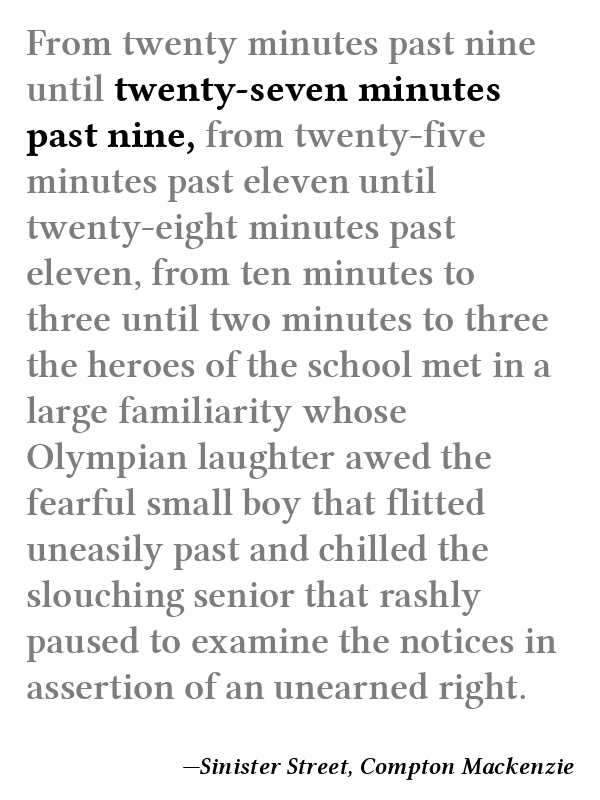 From twenty minutes past nine
until twenty-seven minutes
past nine, from twenty-five
minutes past eleven until
twenty-eight minutes past
eleven, from ten minutes to
three until two minutes to three
the heroes of the school met in a
large familiarity whose
Olympian laughter awed the
fearful small boy that flitted
uneasily past and chilled the
slouching senior that rashly
paused to examine the notices in
assertion of an unearned right.
—Sinister Street, Compton Mackenzie